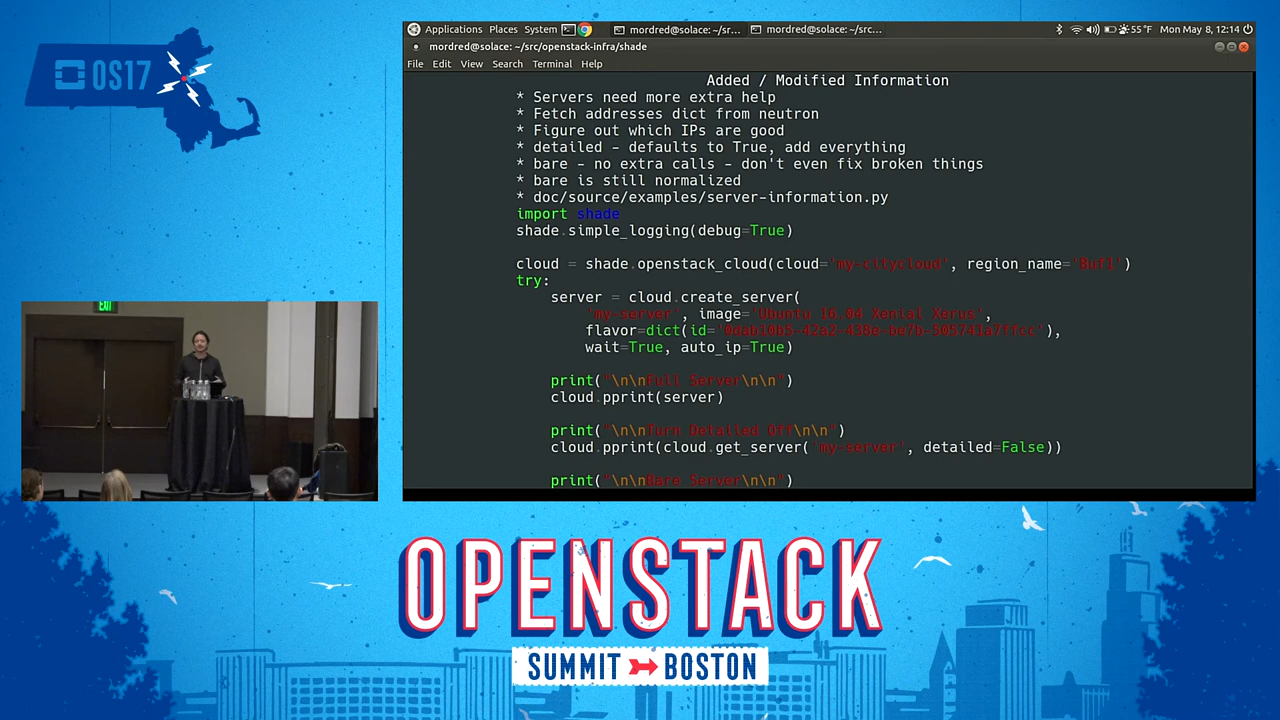 OS17
Applications Places System mordred@solace: ~/sr... mordred@solace: ~/src... 55 °F Mon May 8, 12:14
mordred@solace: ~/src/openstack-infra/shade
File Edit View Search Terminal Help
Added / Modified Information
* Servers need more extra help
* Fetch addresses dict from neutron
* Figure out which IPs are good
* detailed - defaults to True, add everything
* bare - no extra calls - don't even fix broken things
* bare is still normalized
* doc/source/examples/server-information.py
import shade
shade.simple_logging(debug=True)
cloud = shade.openstack_cloud(cloud='my-citycloud', region_name='Buf1')
try:
server = cloud.create_server(
'my-server', image='Ubuntu 16.04 Xenial Xerus',
flavor=dict(id=
wait=True, auto_ip=True)
print("\n\nFull Server\n\n")
cloud.pprint(server)
print("\n\nTurn Detailed Off\n\n")
cloud.pprint(cloud.get_server('my-server', detailed=False))
print("\n\nBare Server\n\n")
EXIT
OPENSTACK
SUMMIT BOSTON